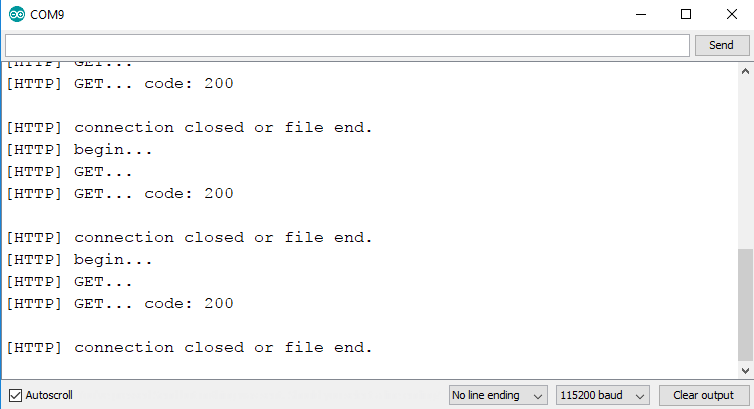 COM9
Send
[HTTP] GET...
[HTTP] GET... code: 200
[HTTP] connection closed or file end.
[HTTP] begin...
[HTTP] GET...
[HTTP] GET... code: 200
[HTTP] connection closed or file end.
[HTTP] begin...
[HTTP] GET...
[HTTP] GET... code: 200
[HTTP] connection closed or file end.
Autoscroll
No line ending
115200 baud
Clear output